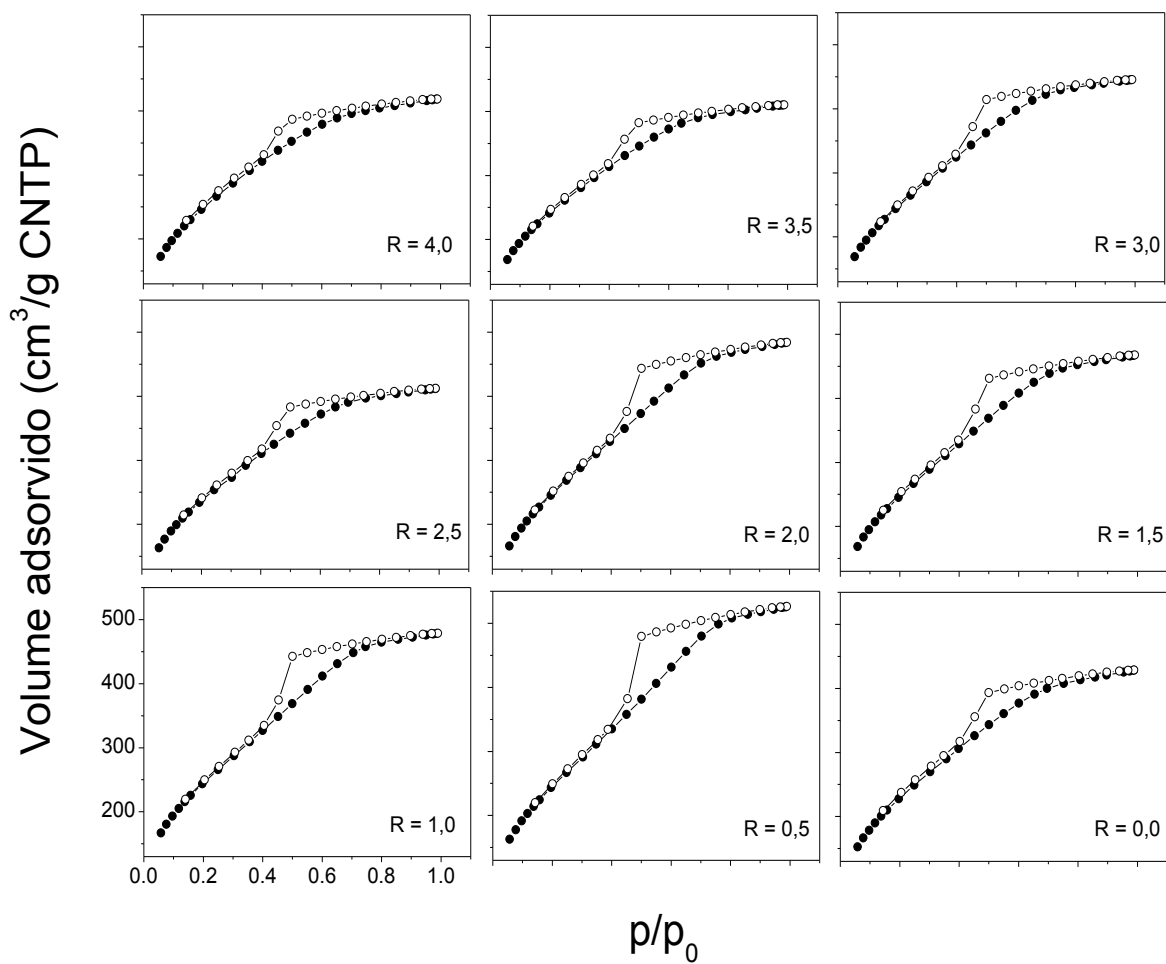 Volume adsorvido (cm³/g CNTP)
R = 4,0
R = 3,5
R = 3,0
R = 2,5
R = 2,0
R = 1,5
500
400
300
200
R = 1,0
R = 0,5
R = 0,0
0.0 0.2 0.4 0.6 0.8 1.0
p/p₀